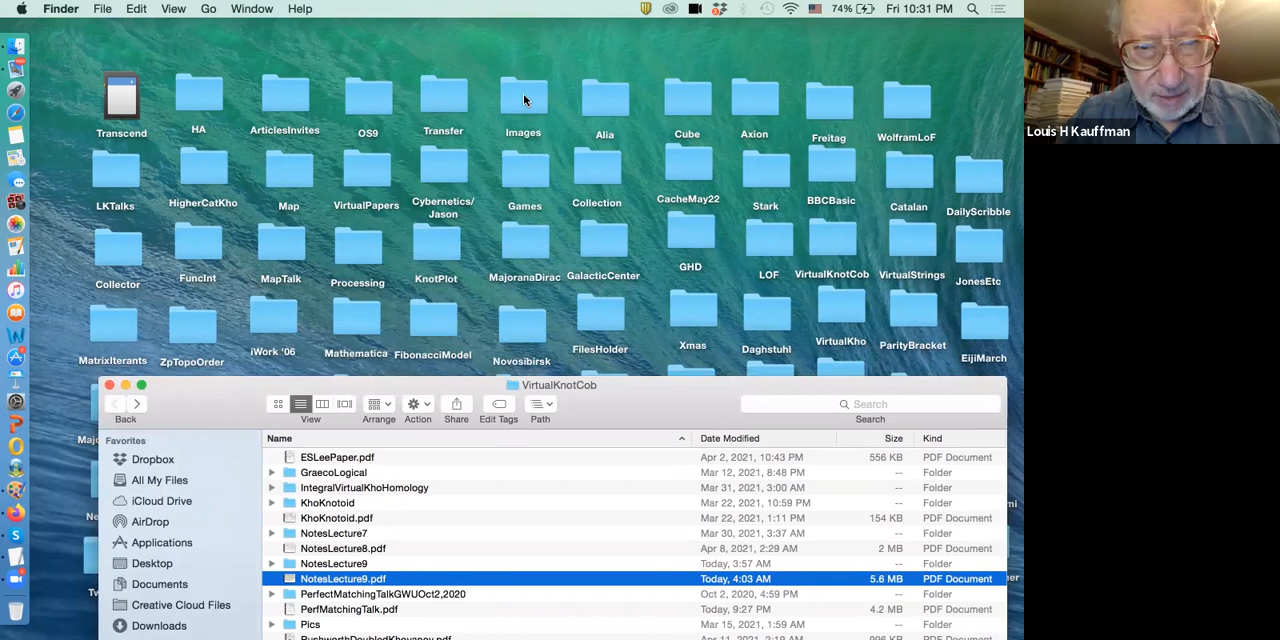 Finder File Edit View Go Window Help 74% Fri 10:31 PM
Louis H Kauffman
Transcend HA ArticlesInvites OS9 Transfer Images Alia Cube Axion Freitag WolframLoF
LKTalks HigherCatKho Map VirtualPapers Cybernetics/ Games Collection CacheMay22 Stark BBCBasic Catalan DailyScribble
Jason
Collector FuncInt MapTalk Processing KnotPlot MajoranaDirac GalacticCenter GHD LOF VirtualKnotCob VirtualStrings JonesEtc
MatrixIterants ZpTopoOrder iWork '06 Mathematica FibonacciModel Novosibirsk FilesHolder Xmas Daghstuhl VirtualKho ParityBracket EijiMarch
VirtualKnotCob
Search
Back View Arrange Action Share Edit Tags Path Search
Favorites
Dropbox
All My Files
iCloud Drive
AirDrop
Applications
Desktop
Documents
Creative Cloud Files
Downloads
Name Date Modified Size Kind
ESLeePaper.pdf Apr 2, 2021, 10:43 PM 556 KB PDF Document
GraecoLogical Mar 12, 2021, 8:48 PM -- Folder
IntegralVirtualKhoHomology Mar 31, 2021, 3:00 AM -- Folder
KhoKnotoid Mar 22, 2021, 10:59 PM -- Folder
KhoKnotoid.pdf Mar 22, 2021, 1:11 PM 154 KB PDF Document
NotesLecture7 Mar 30, 2021, 3:37 AM -- Folder
NotesLecture8.pdf Apr 8, 2021, 2:29 AM 2 MB PDF Document
NotesLecture9 Today, 3:57 AM -- Folder
NotesLecture9.pdf Today, 4:03 AM 5.6 MB PDF Document
PerfectMatchingTalkGWUOct2,2020 Oct 2, 2020, 4:59 PM -- Folder
PerfMatchingTalk.pdf Today, 9:27 PM 4.2 MB PDF Document
Pics Mar 15, 2021, 1:59 AM -- Folder